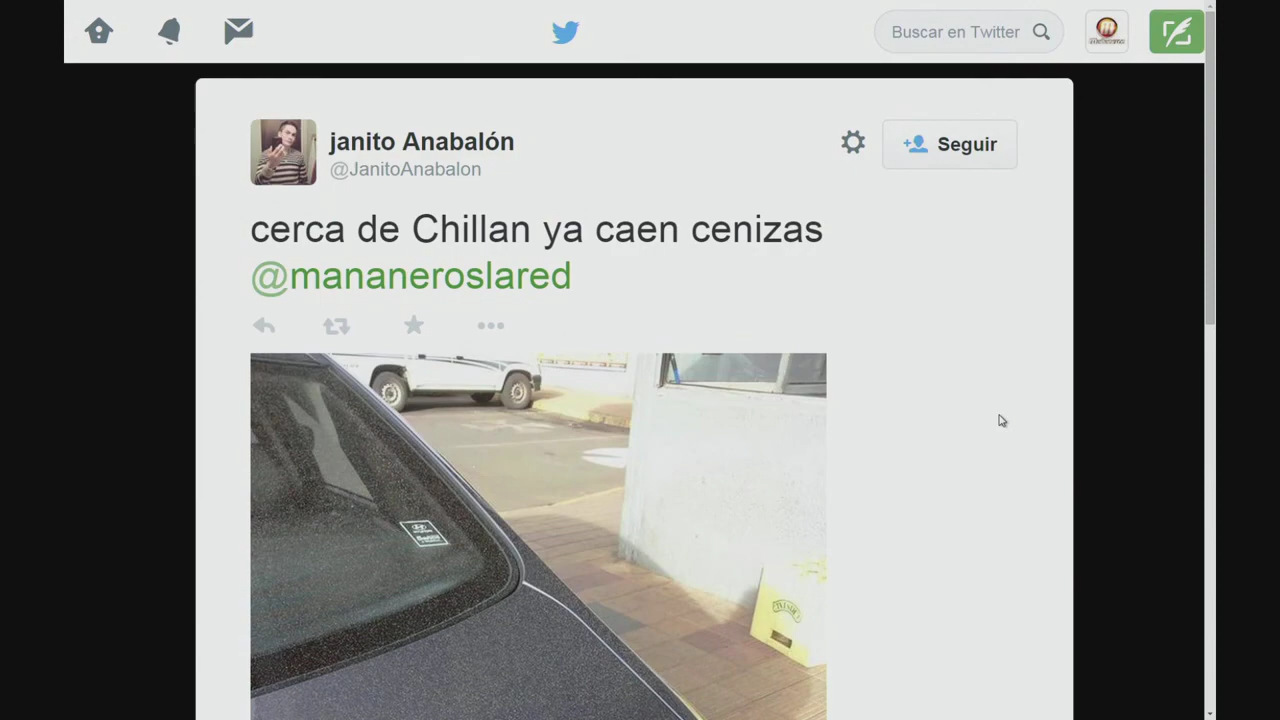 Buscar en Twitter
janito Anabalón
@JanitoAnabalon
Seguir
cerca de Chillan ya caen cenizas
@mananeroslared